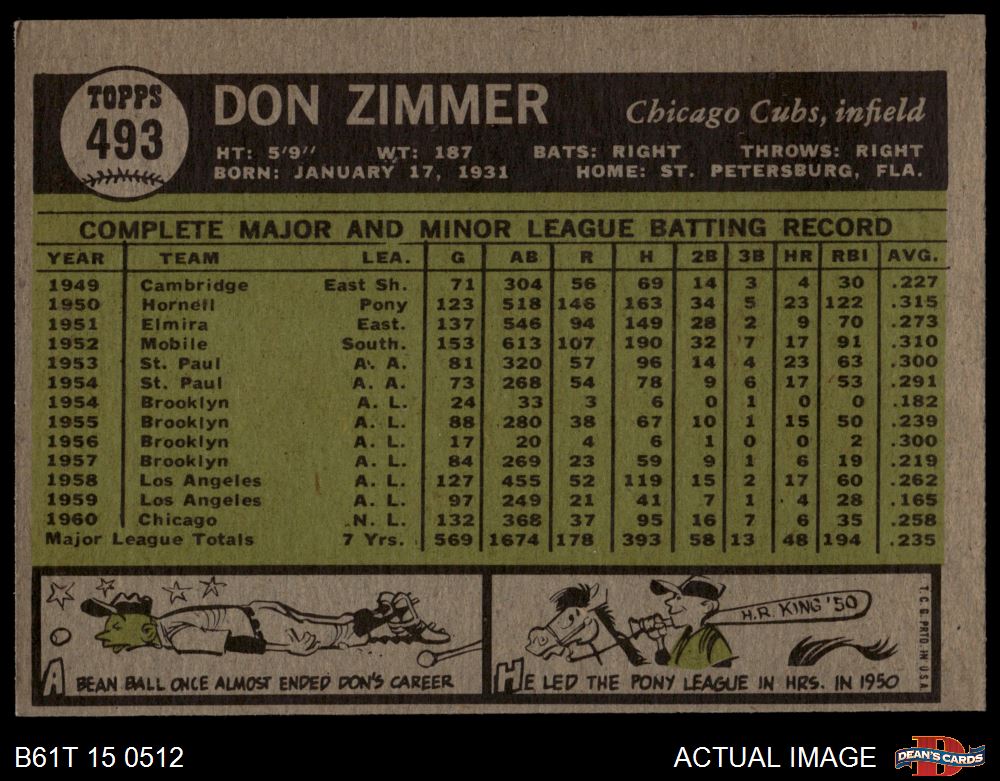 TOPPS
493
DON ZIMMER
Chicago Cubs, infield
HT: 5'9" WT: 187 BATS: RIGHT THROWS: RIGHT
BORN: JANUARY 17, 1931 HOME: ST. PETERSBURG, FLA.
COMPLETE MAJOR AND MINOR LEAGUE BATTING RECORD
YEAR TEAM LEA. G AB R H 2B 3B HR RBI AVG.
1949 Cambridge East Sh. 71 304 56 69 14 3 4 30 .227
1950 Hornell Pony 123 518 146 163 34 5 23 122 .315
1951 Elmira East. 137 546 94 149 28 2 9 70 .273
1952 Mobile South. 153 613 107 190 32 7 17 91 .310
1953 St. Paul A. A. 81 320 57 96 14 4 23 63 .300
1954 St. Paul A. A. 73 268 54 78 9 6 17 53 .291
1954 Brooklyn A. L. 24 33 3 6 0 1 0 0 .182
1955 Brooklyn A. L. 88 280 38 67 10 1 15 50 .239
1956 Brooklyn A. L. 17 20 4 6 1 0 0 2 .300
1957 Brooklyn A. L. 84 269 23 59 9 1 6 19 .219
1958 Los Angeles A. L. 127 455 52 119 15 2 17 60 .262
1959 Los Angeles A. L. 97 249 21 41 7 1 4 28 .165
1960 Chicago N. L. 132 368 37 95 16 7 6 35 .258
Major League Totals 7 Yrs. 569 1674 178 393 58 13 48 194 .235
A BEAN BALL ONCE ALMOST ENDED DON'S CAREER
H.R. KING '50
HE LED THE PONY LEAGUE IN HRS. IN 1950
T. C. G. PRTD. IN U.S.A.
B61T 15 0512
ACTUAL IMAGE
D
DEAN'S CARDS